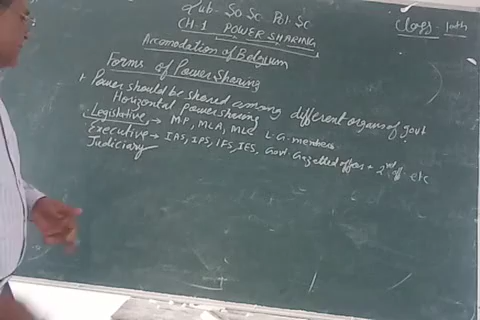 Sub- So Sc. Pol. Sc
Class- 10th
CH-1 POWER SHARING
Accomodation of Belgium
Forms of Power Sharing
+ Power should be shared among different organs of govt
Horizontal power sharing
Legislative, → MP, MLA, MLC L.G. members
Executive → IAS, IPS, IFS, IES, Govt. Gazetted offers + 2nd off. etc
Judiciary